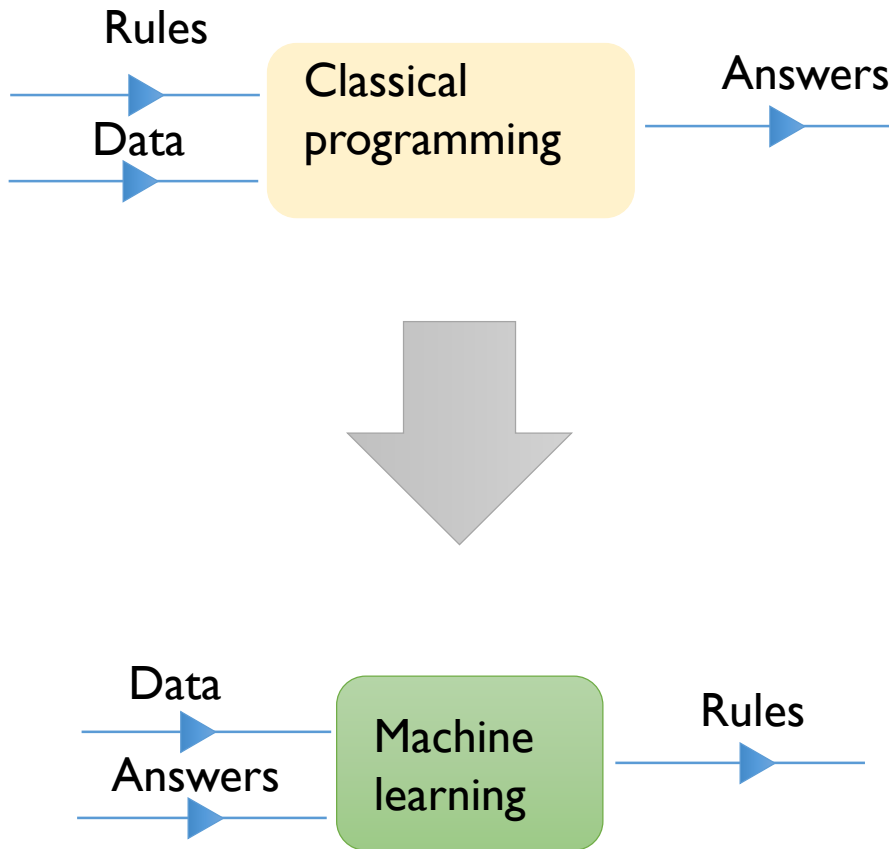 Rules
Data
Classical
programming
Answers
Data
Answers
Machine
learning
Rules